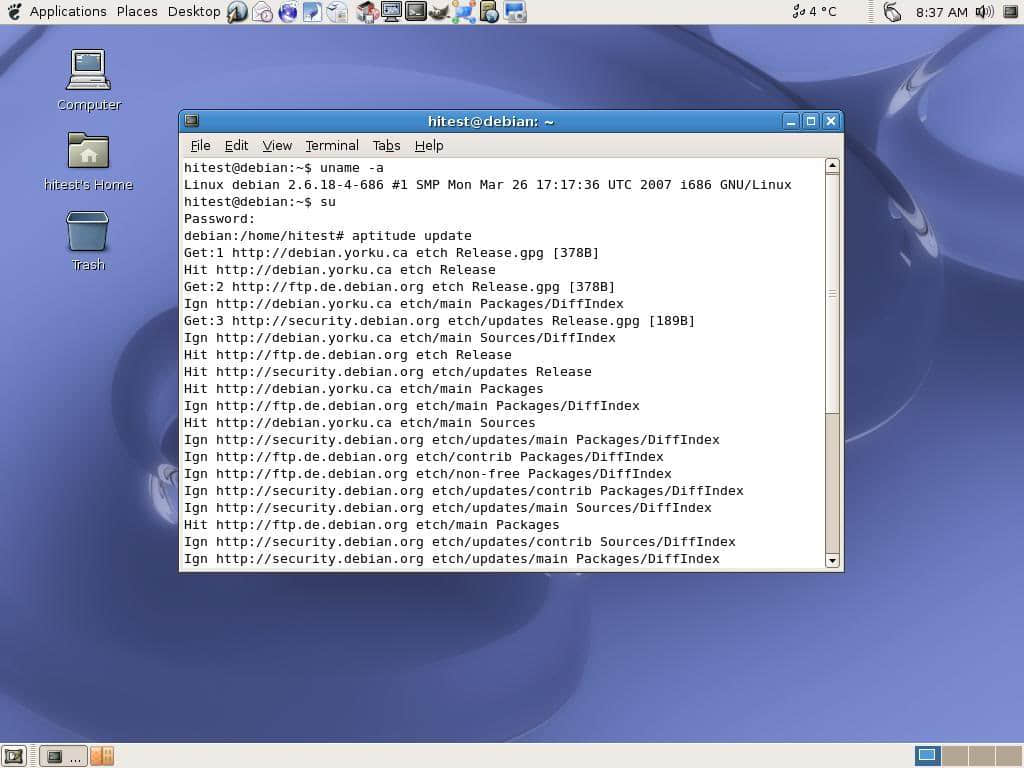 Applications Places Desktop 4 °C 8:37 AM
Computer
hitest's Home
Trash
hitest@debian: ~
File Edit View Terminal Tabs Help
hitest@debian:~$ uname -a
Linux debian 2.6.18-4-686 #1 SMP Mon Mar 26 17:17:36 UTC 2007 i686 GNU/Linux
hitest@debian:~$ su
Password:
debian:/home/hitest# aptitude update
Get:1 http://debian.yorku.ca etch Release.gpg [378B]
Hit http://debian.yorku.ca etch Release
Get:2 http://ftp.de.debian.org etch Release.gpg [378B]
Ign http://debian.yorku.ca etch/main Packages/DiffIndex
Get:3 http://security.debian.org etch/updates Release.gpg [189B]
Ign http://debian.yorku.ca etch/main Sources/DiffIndex
Hit http://ftp.de.debian.org etch Release
Hit http://security.debian.org etch/updates Release
Hit http://debian.yorku.ca etch/main Packages
Ign http://ftp.de.debian.org etch/main Packages/DiffIndex
Hit http://debian.yorku.ca etch/main Sources
Ign http://security.debian.org etch/updates/main Packages/DiffIndex
Ign http://ftp.de.debian.org etch/contrib Packages/DiffIndex
Ign http://ftp.de.debian.org etch/non-free Packages/DiffIndex
Ign http://security.debian.org etch/updates/contrib Packages/DiffIndex
Ign http://security.debian.org etch/updates/main Sources/DiffIndex
Hit http://ftp.de.debian.org etch/main Packages
Ign http://security.debian.org etch/updates/contrib Sources/DiffIndex
Ign http://security.debian.org etch/updates/main Packages/DiffIndex
...